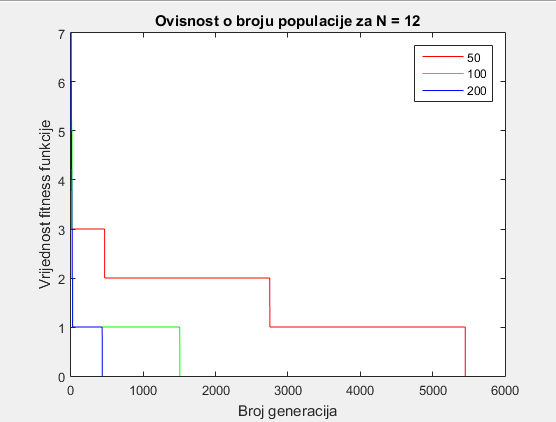 Ovisnost o broju populacije za N = 12
50
100
200
Vrijednost fitness funkcije
7
6
5
4
3
2
1
0
0 1000 2000 3000 4000 5000 6000
Broj generacija